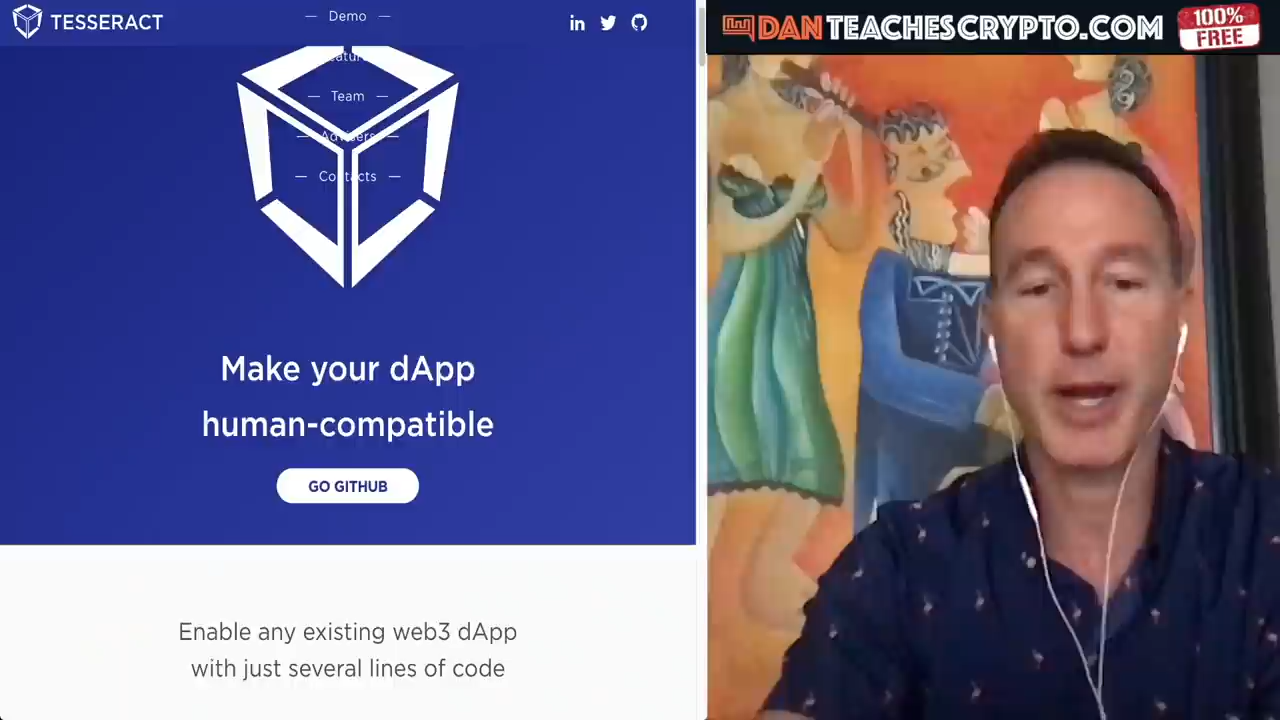 TESSERACT
— Demo —
— Team —
— Advisers —
— Contacts —
Make your dApp
human-compatible
GO GITHUB
Enable any existing web3 dApp
with just several lines of code
DANTEACHESCRYPTO.COM
100%
FREE